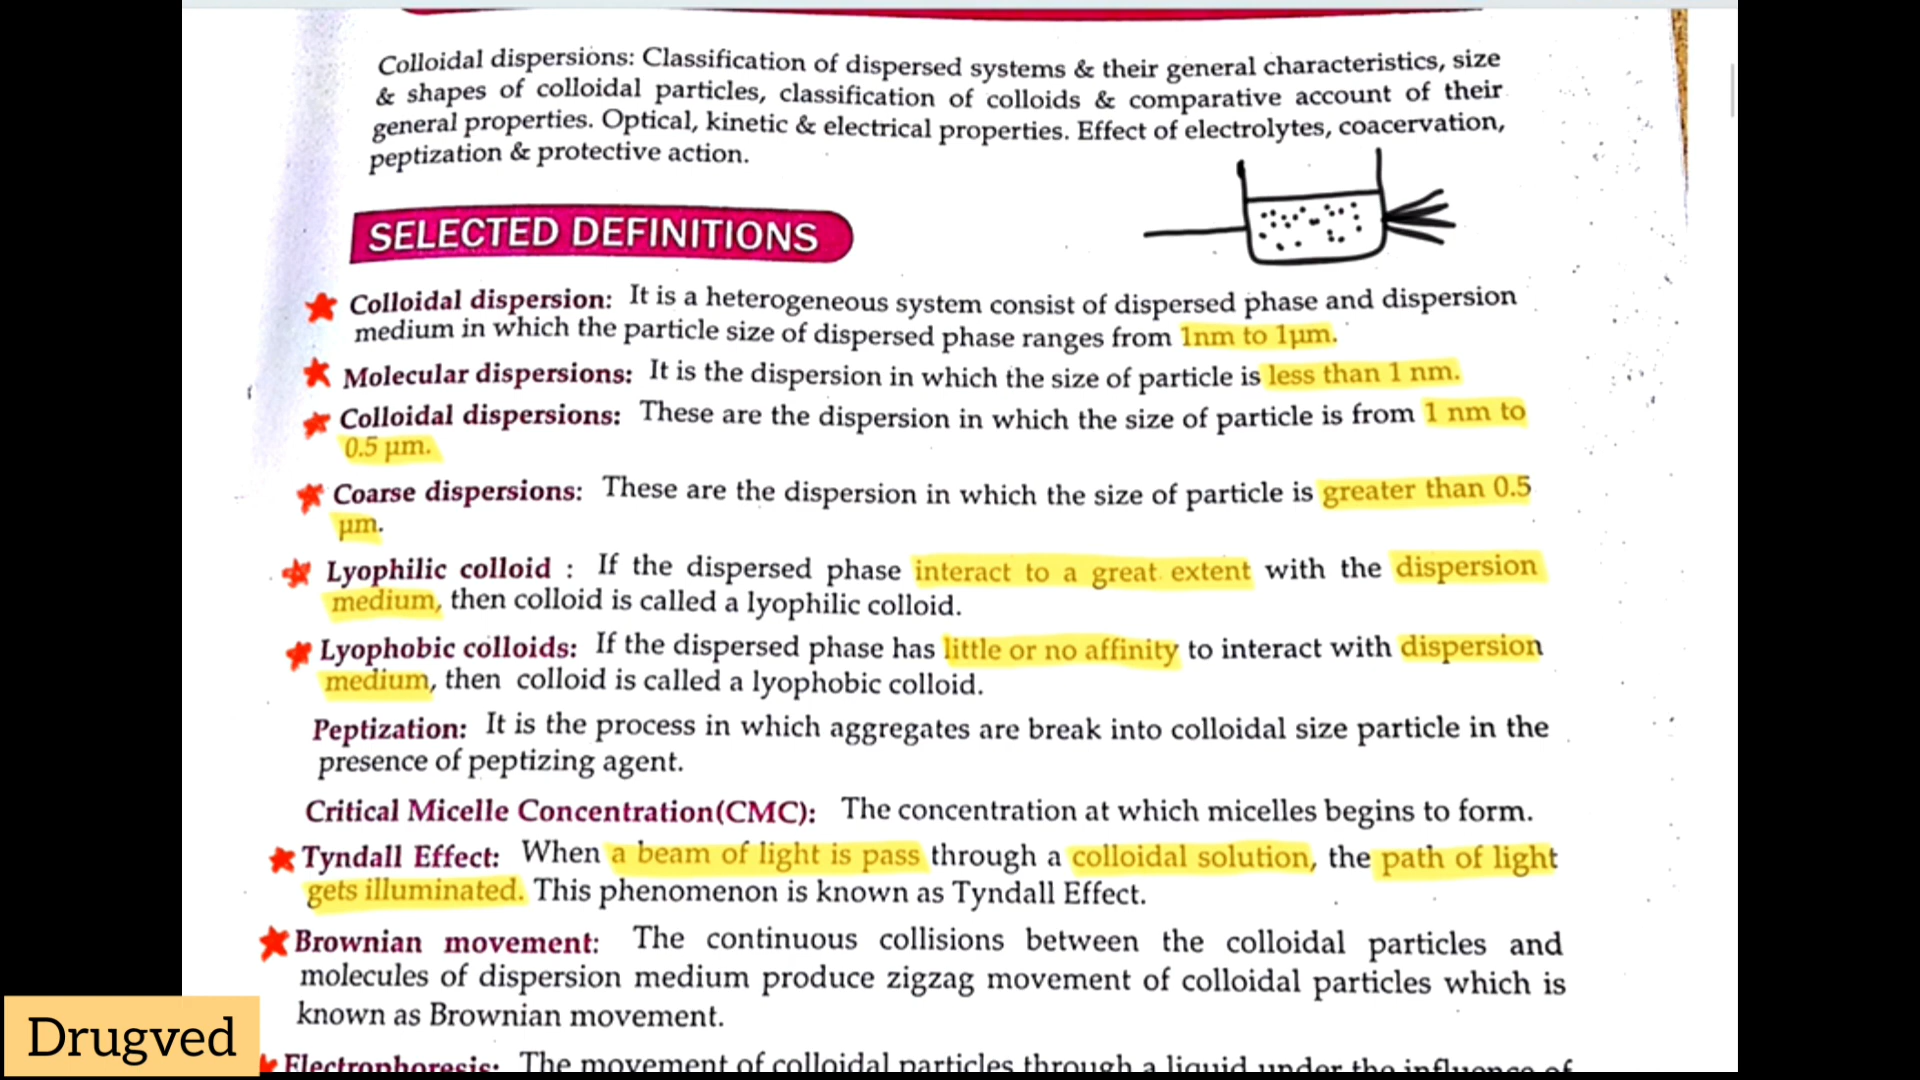 Colloidal dispersions: Classification of dispersed systems & their general characteristics, size
& shapes of colloidal particles, classification of colloids & comparative account of their
general properties. Optical, kinetic & electrical properties. Effect of electrolytes, coacervation,
peptization & protective action.
SELECTED DEFINITIONS
Colloidal dispersion: It is a heterogeneous system consist of dispersed phase and dispersion
medium in which the particle size of dispersed phase ranges from 1nm to 1µm.
Molecular dispersions: It is the dispersion in which the size of particle is less than 1 nm.
Colloidal dispersions: These are the dispersion in which the size of particle is from 1 nm to
0.5 µm.
Coarse dispersions: These are the dispersion in which the size of particle is greater than 0.5
µm.
Lyophilic colloid : If the dispersed phase interact to a great extent with the dispersion
medium, then colloid is called a lyophilic colloid.
Lyophobic colloids: If the dispersed phase has little or no affinity to interact with dispersion
medium, then colloid is called a lyophobic colloid.
Peptization: It is the process in which aggregates are break into colloidal size particle in the
presence of peptizing agent.
Critical Micelle Concentration(CMC): The concentration at which micelles begins to form.
Tyndall Effect: When a beam of light is pass through a colloidal solution, the path of light
gets illuminated. This phenomenon is known as Tyndall Effect.
Brownian movement: The continuous collisions between the colloidal particles and
molecules of dispersion medium produce zigzag movement of colloidal particles which is
known as Brownian movement.
Electrophoresis: The movement of colloidal particles through a liquid under the influence of
Drugved